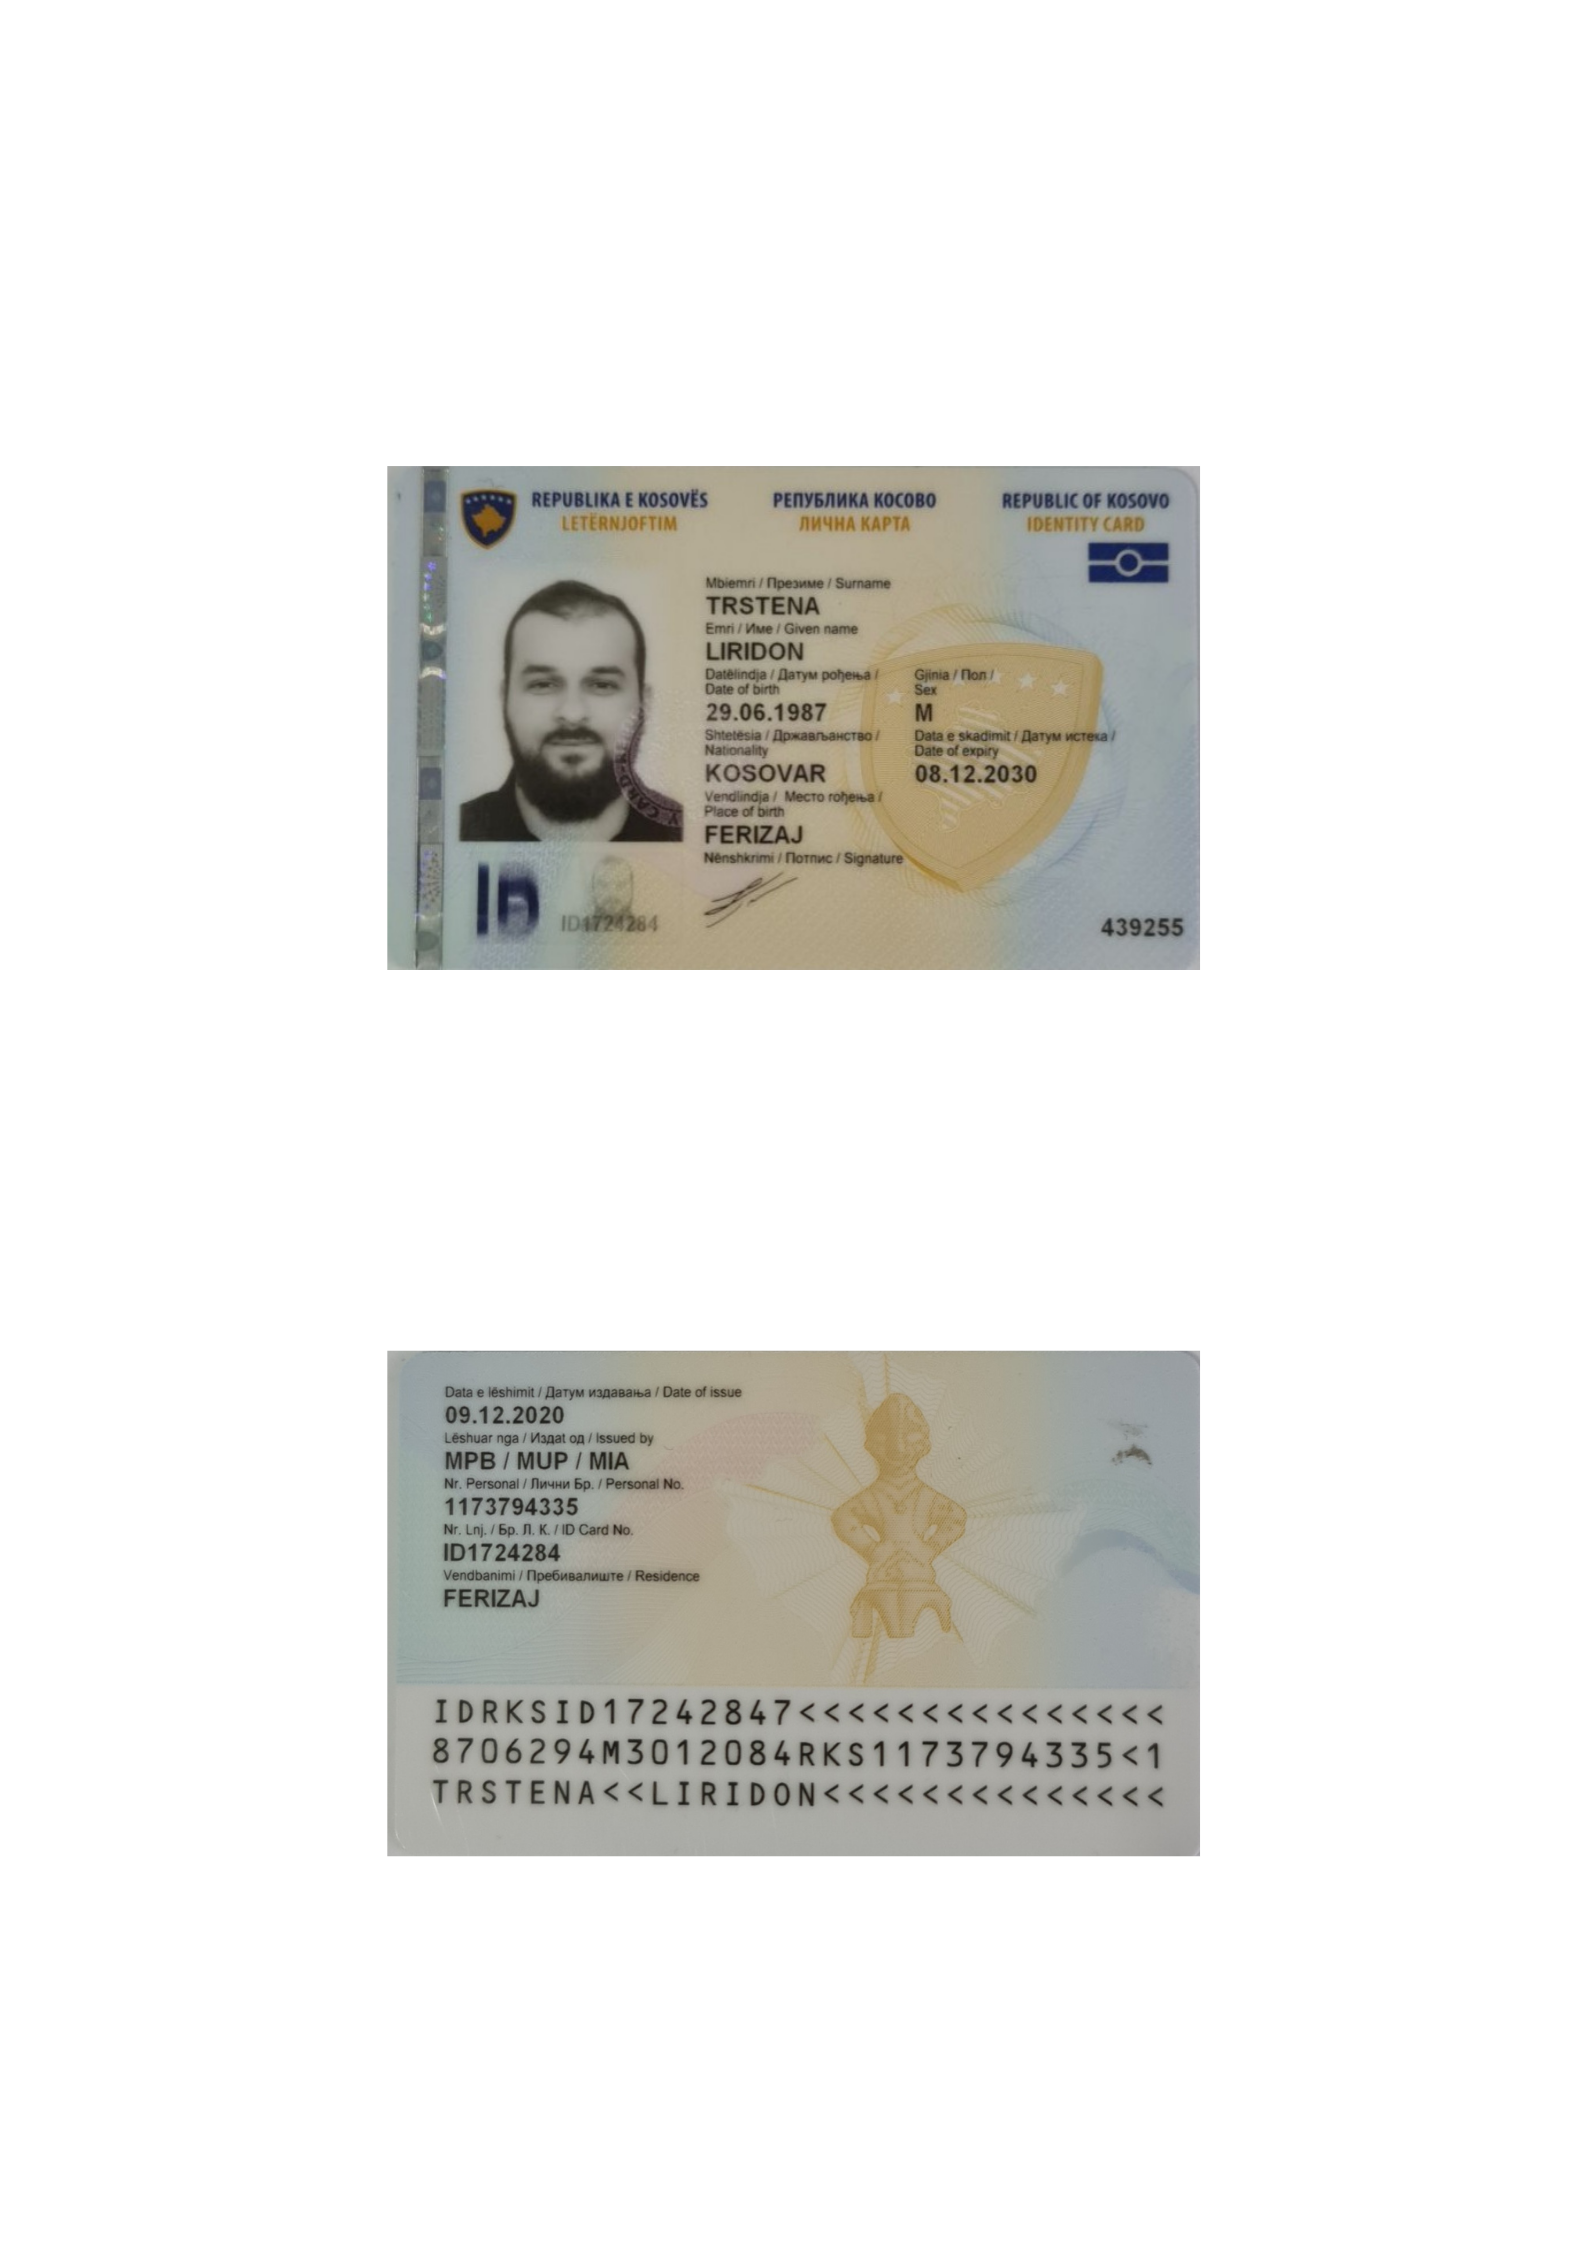 REPUBLIKA E KOSOVËS РЕПУБЛИКА КОСОВО REPUBLIC OF KOSOVO
LETËRNJOFTIM ЛИЧНА КАРТА IDENTITY CARD
Mbiemri / Презиме / Surname
TRSTENA
Emri / Име / Given name
LIRIDON
Datëlindja / Датум рођења / Gjinia / Пол /
Date of birth Sex
29.06.1987 M
Shtetësia / Држављанство / Data e skadimit / Датум истека /
Nationality Date of expiry
KOSOVAR 08.12.2030
Vendlindja / Место рођења /
Place of birth
FERIZAJ
Nënshkrimi / Потпис / Signature
ID ID1724284 439255
Data e lëshimit / Датум издавања / Date of issue
09.12.2020
Lëshuar nga / Издат од / Issued by
MPB / MUP / MIA
Nr. Personal / Лични Бр. / Personal No.
1173794335
Nr. Lnj. / Бр. Л. К. / ID Card No.
ID1724284
Vendbanimi / Пребивалиште / Residence
FERIZAJ
IDRKSID17242847<<<<<<<<<<<<<<<
8706294M3012084RKS1173794335<1
TRSTENA<<LIRIDON<<<<<<<<<<<<<<